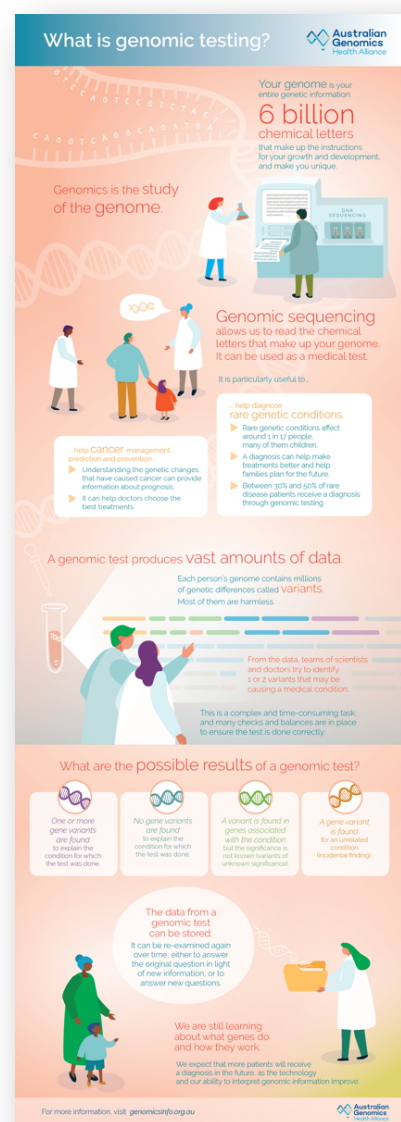 What is genomic testing?
Australian
Genomics
Health Alliance
Your genome is your
entire genetic information:
6 billion
chemical letters
that make up the instructions
for your growth and development,
and make you unique.
Genomics is the study
of the genome.
DNA
SEQUENCING
Genomic sequencing
allows us to read the chemical
letters that make up your genome.
It can be used as a medical test.
It is particularly useful to...
...help cancer management,
prediction and prevention.
Understanding the genetic changes
that have caused cancer can provide
information about prognosis.
It can help doctors choose the
best treatments.
...help diagnose
rare genetic conditions.
Rare genetic conditions affect
around 1 in 17 people,
many of them children.
A diagnosis can help make
treatments better and help
families plan for the future.
Between 30% and 50% of rare
disease patients receive a diagnosis
through genomic testing.
A genomic test produces vast amounts of data.
Each person's genome contains millions
of genetic differences called variants.
Most of them are harmless.
From the data, teams of scientists
and doctors try to identify
1 or 2 variants that may be
causing a medical condition.
This is a complex and time-consuming task,
and many checks and balances are in place
to ensure the test is done correctly.
What are the possible results of a genomic test?
One or more
gene variants
are found
to explain the
condition for which
the test was done.
No gene variants
are found
to explain the
condition for which
the test was done.
A variant is found in
genes associated
with the condition
but the significance is
not known (variants of
unknown significance).
A gene variant
is found
for an unrelated
condition
(incidental finding).
The data from a
genomic test
can be stored.
It can be re-examined again
over time, either to answer
the original question in light
of new information, or to
answer new questions.
We are still learning
about what genes do
and how they work.
We expect that more patients will receive
a diagnosis in the future, as the technology
and our ability to interpret genomic information improve.
For more information, visit genomicsinfo.org.au
Australian
Genomics
Health Alliance